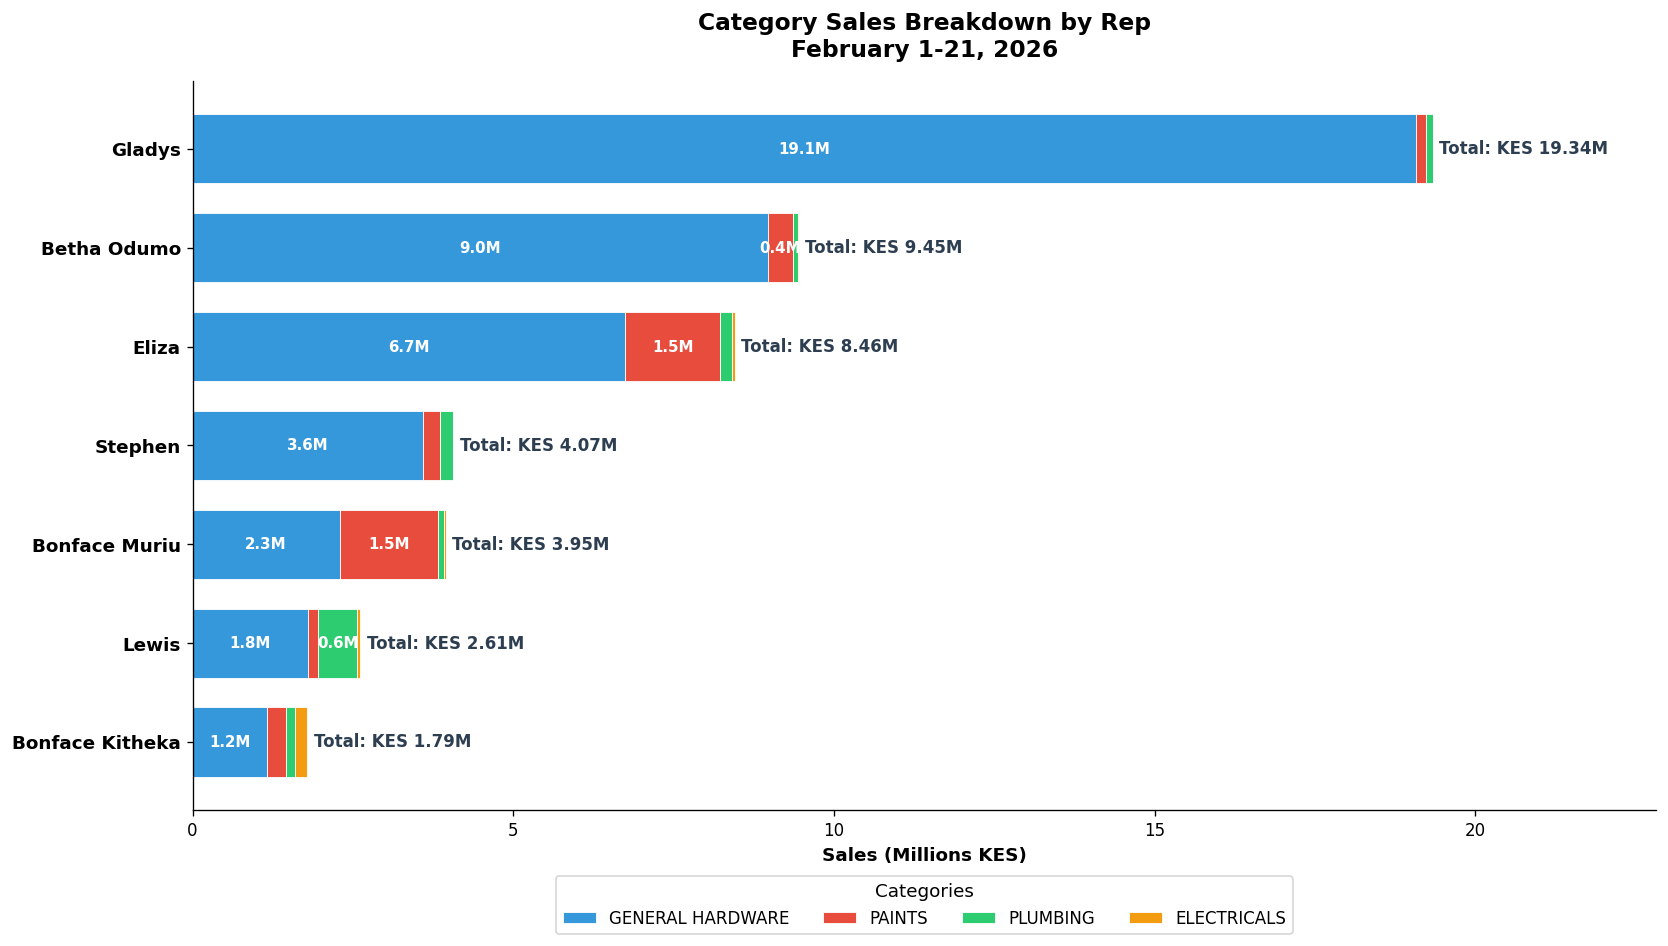 Category Sales Breakdown by Rep
February 1-21, 2026
Gladys
19.1M
Total: KES 19.34M
Betha Odumo
9.0M
0.4M
Total: KES 9.45M
Eliza
6.7M
1.5M
Total: KES 8.46M
Stephen
3.6M
Total: KES 4.07M
Bonface Muriu
2.3M
1.5M
Total: KES 3.95M
Lewis
1.8M
0.6M
Total: KES 2.61M
Bonface Kitheka
1.2M
Total: KES 1.79M
0 5 10 15 20
Sales (Millions KES)
Categories
GENERAL HARDWARE PAINTS PLUMBING ELECTRICALS